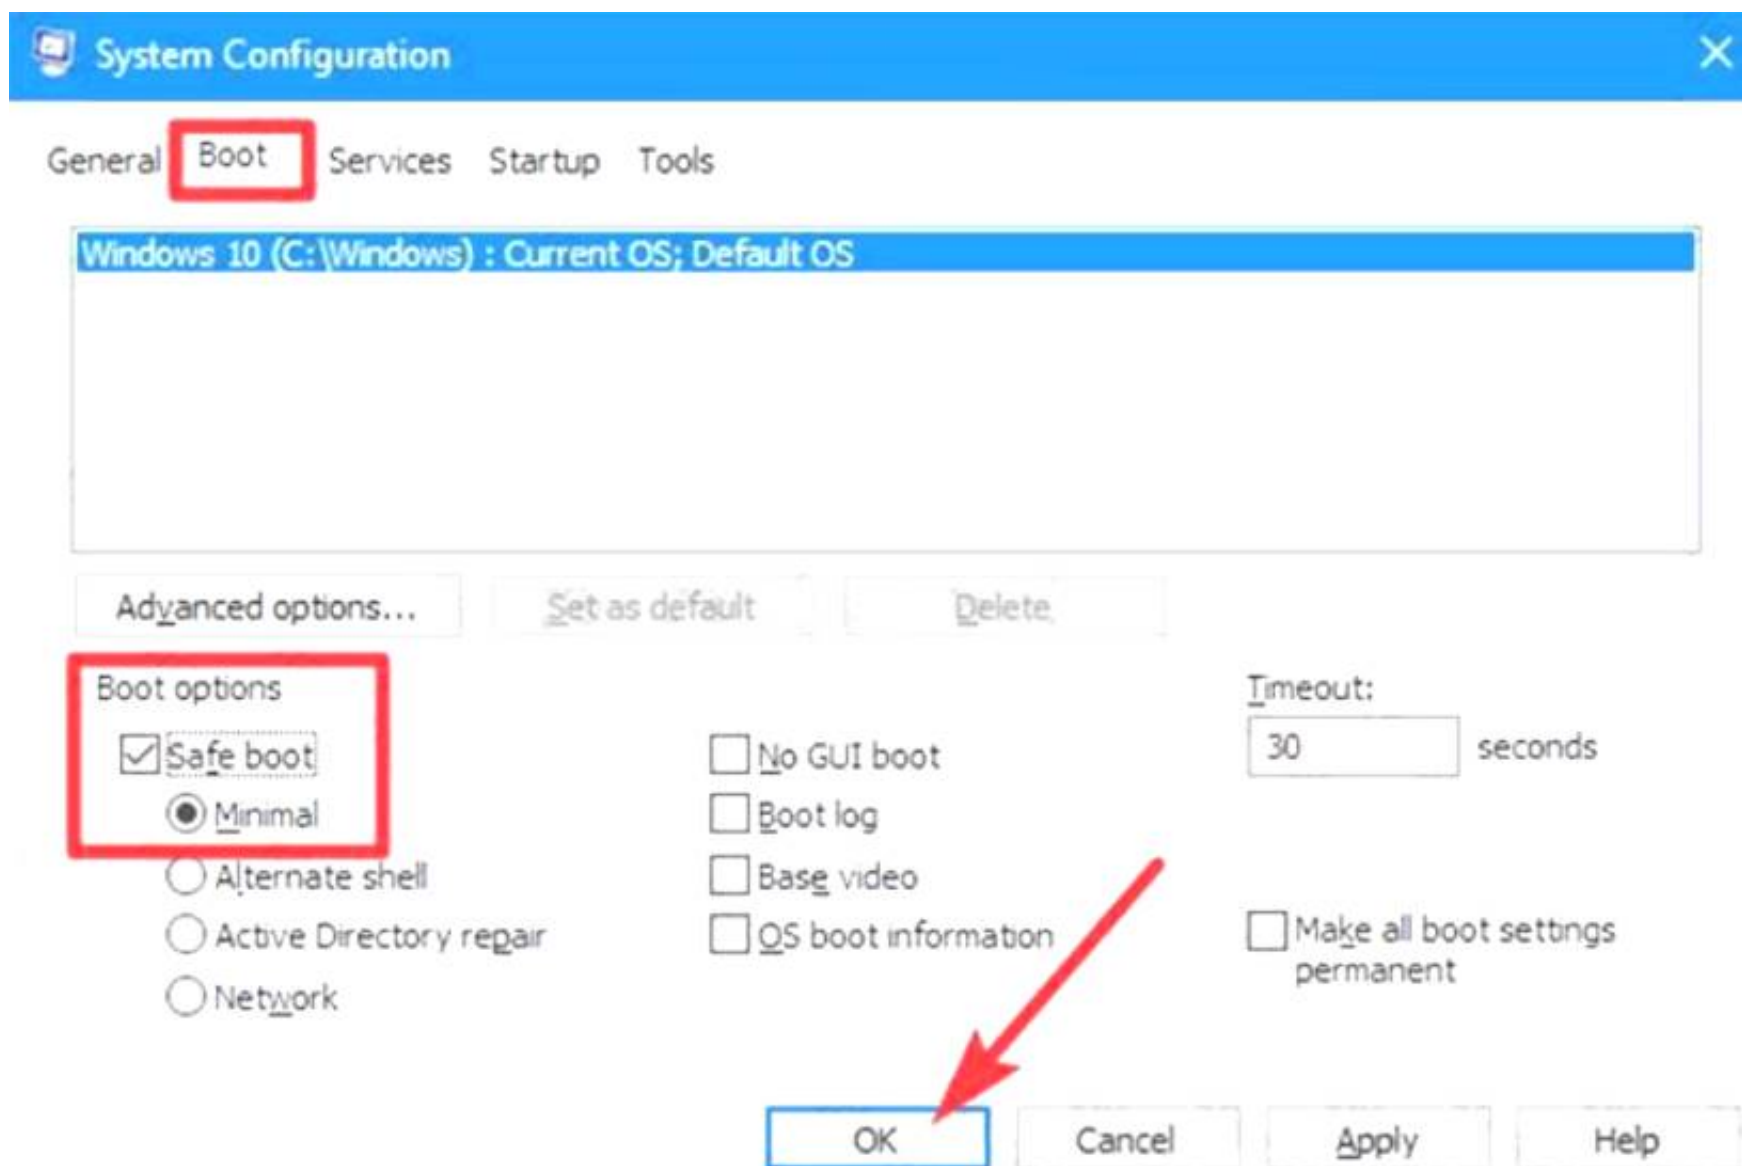 System Configuration
General Boot Services Startup Tools
Windows 10 (C:\Windows) : Current OS; Default OS
Advanced options... Set as default Delete
Boot options Timeout:
Safe boot No GUI boot 30 seconds
Minimal Boot log
Alternate shell Base video
Active Directory repair OS boot information Make all boot settings
permanent
Network
OK Cancel Apply Help